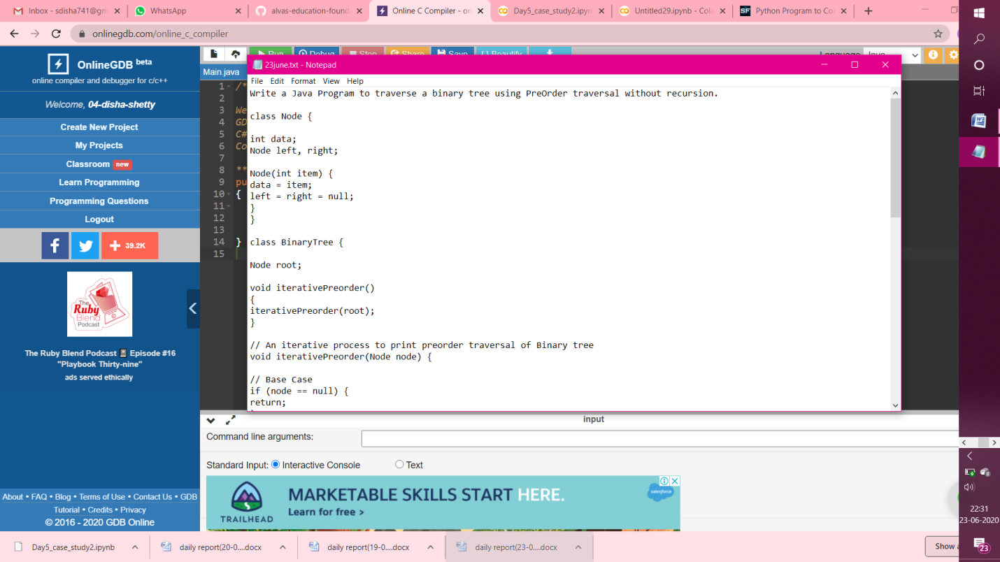 Inbox - sdisha741@gm
WhatsApp
alvas-education-found
Online C Compiler - on
Day5_case_study2.ipyn
Untitled29.ipynb - Cola
SF
Python Program to Cou
onlinegdb.com/online_c_compiler
OnlineGDB beta
online compiler and debugger for c/c++
Welcome, 04-disha-shetty
Create New Project
My Projects
Classroom new
Learn Programming
Programming Questions
Logout
39.2K
The Ruby Blend Podcast
The Ruby Blend Podcast 📓 Episode #16
"Playbook Thirty-nine"
ads served ethically
About • FAQ • Blog • Terms of Use • Contact Us • GDB
Tutorial • Credits • Privacy
© 2016 - 2020 GDB Online
Run
Debug
Stop
Share
Save
{ } Beautify
Language
Java
Main.java
1 /*
2
3 We
4 GD
5 C#
6 Co
7
8 **
9 pu
10 {
11
12
13
14 }
15
23june.txt - Notepad
File Edit Format View Help
Write a Java Program to traverse a binary tree using PreOrder traversal without recursion.
class Node {
int data;
Node left, right;
Node(int item) {
data = item;
left = right = null;
}
}
class BinaryTree {
Node root;
void iterativePreorder()
{
iterativePreorder(root);
}
// An iterative process to print preorder traversal of Binary tree
void iterativePreorder(Node node) {
// Base Case
if (node == null) {
return;
input
Command line arguments:
Standard Input: Interactive Console Text
TRAILHEAD
MARKETABLE SKILLS START HERE.
Learn for free >
salesforce
22:31
23-06-2020
23
Day5_case_study2.ipynb
daily report(20-0....docx
daily report(19-0....docx
daily report(23-0....docx
Show a